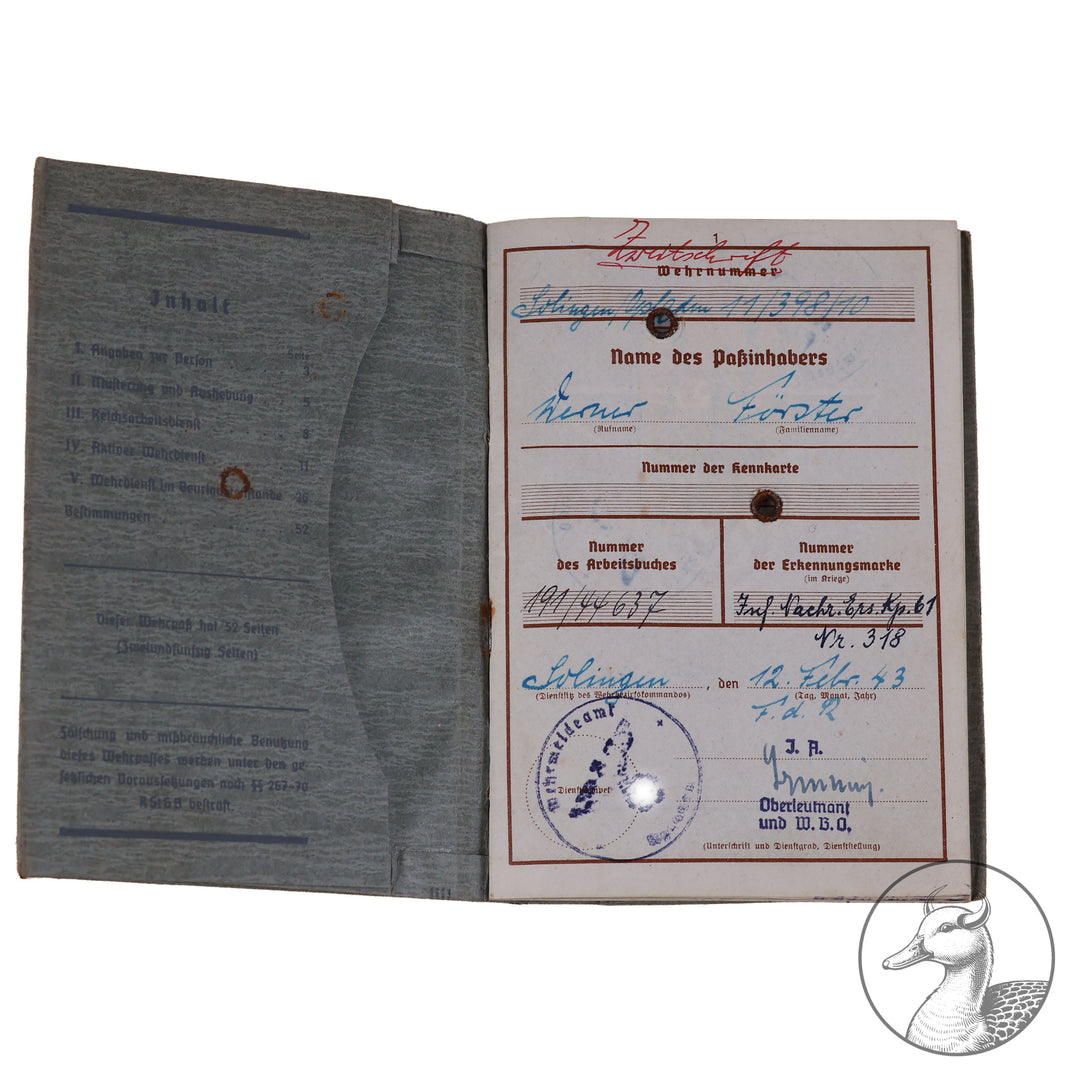 Inhalt
Seite
I. Angaben zur Person . . 3
II. Musterung und Aushebung . . 5
III. Reichsarbeitsdienst . . 8
IV. Aktiver Wehrdienst . . 11
V. Wehrdienst im Beurlaubtenstande 26
Bestimmungen . . 52
Dieser Wehrpaß hat 52 Seiten
(Zweiundfünfzig Seiten)
Fälschung und mißbräuchliche Benutzung
dieses Wehrpasses werden unter den ge-
setzlichen Voraussetzungen nach §§ 267-70
RStGB bestraft.
1
Zweitschrift
Wehrnummer
Solingen, 11/398/10
Name des Paßinhabers
Werner Förster
(Rufname) (Familienname)
Nummer der Kennkarte
Nummer
des Arbeitsbuches
191/44637
Nummer
der Erkennungsmarke
(im Kriege)
Inf. Nachr. Ers. Kp. 61
Nr. 318
Solingen, den 12. Febr. 43
(Dienstsitz des Wehrbezirkskommandos) (Tag, Monat, Jahr)
F. d. R
Wehrmeldeamt
(Dienststempel)
J. A.
Oberleutnant
und W.B.O.
(Unterschrift und Dienstgrad, Dienststellung)